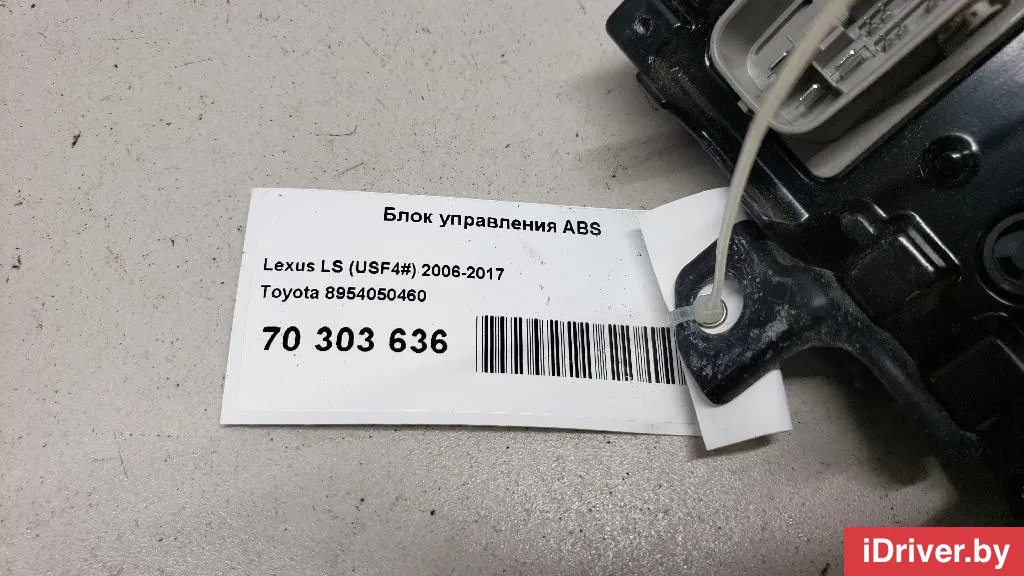 Блок управления ABS
Lexus LS (USF4#) 2006-2017
Toyota 8954050460
70 303 636
iDriver.by